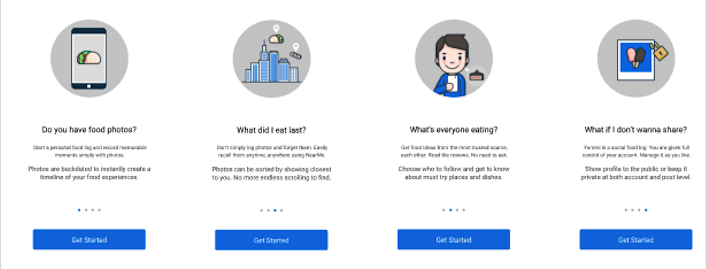 Do you have food photos?
Start a personal food log and record memorable
moments simply with photos.
Photos are backdated to instantly create a
timeline of your food experiences.
Get Started
What did I eat last?
Don't simply log photos and forget them. Easily
recall them anytime, anywhere using NearMe.
Photos can be sorted by showing closest
to you. No more endless scrolling to find.
Get Started
What's everyone eating?
Get food ideas from the most trusted source,
each other. Read the reviews. No need to ask.
Choose who to follow and get to know
about must try places and dishes.
Get Started
What if I don't wanna share?
Yummi is a social food log. You are given full
control of your account. Manage it as you like.
Show profile to the public or keep it
private at both account and post level.
Get Started